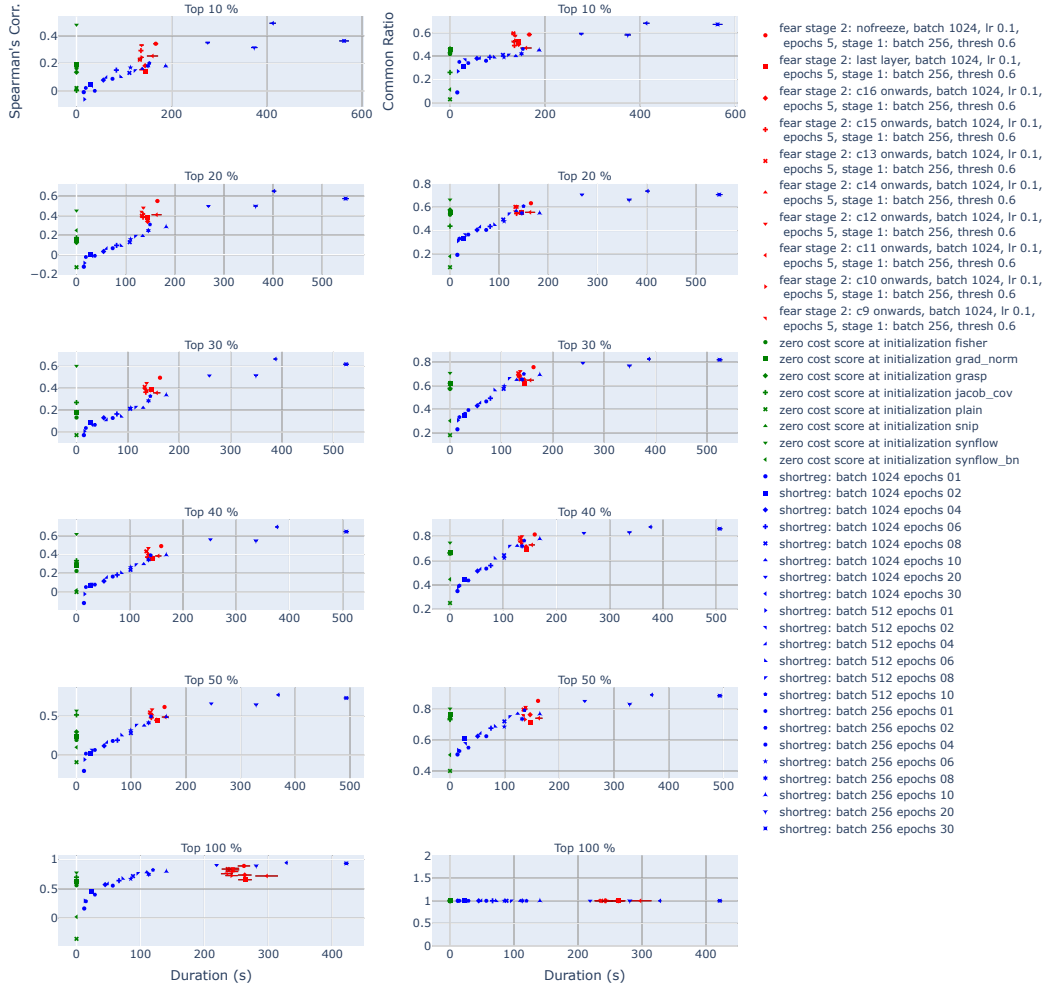 Top 10 %
Top 10 %
Spearman's Corr.
0.4
0.2
0
0
200
400
600
Common Ratio
0.8
0.6
0.4
0.2
0
0
200
400
600
Top 20 %
Top 20 %
0.6
0.4
0.2
0
−0.2
0
100
200
300
400
500
0.8
0.6
0.4
0.2
0
100
200
300
400
500
Top 30 %
Top 30 %
0.6
0.4
0.2
0
0
100
200
300
400
500
0.8
0.6
0.4
0.2
0
100
200
300
400
500
Top 40 %
Top 40 %
0.6
0.4
0.2
0
0
100
200
300
400
500
0.8
0.6
0.4
0.2
0
100
200
300
400
500
Top 50 %
Top 50 %
0.5
0
0
100
200
300
400
500
0.8
0.6
0.4
0
100
200
300
400
500
Top 100 %
Top 100 %
1
0.5
0
0
100
200
300
400
2
1.5
1
0.5
0
0
100
200
300
400
Duration (s)
Duration (s)
fear stage 2: nofreeze, batch 1024, lr 0.1,
epochs 5, stage 1: batch 256, thresh 0.6
fear stage 2: last layer, batch 1024, lr 0.1,
epochs 5, stage 1: batch 256, thresh 0.6
fear stage 2: c16 onwards, batch 1024, lr 0.1,
epochs 5, stage 1: batch 256, thresh 0.6
fear stage 2: c15 onwards, batch 1024, lr 0.1,
epochs 5, stage 1: batch 256, thresh 0.6
fear stage 2: c13 onwards, batch 1024, lr 0.1,
epochs 5, stage 1: batch 256, thresh 0.6
fear stage 2: c14 onwards, batch 1024, lr 0.1,
epochs 5, stage 1: batch 256, thresh 0.6
fear stage 2: c12 onwards, batch 1024, lr 0.1,
epochs 5, stage 1: batch 256, thresh 0.6
fear stage 2: c11 onwards, batch 1024, lr 0.1,
epochs 5, stage 1: batch 256, thresh 0.6
fear stage 2: c10 onwards, batch 1024, lr 0.1,
epochs 5, stage 1: batch 256, thresh 0.6
fear stage 2: c9 onwards, batch 1024, lr 0.1,
epochs 5, stage 1: batch 256, thresh 0.6
zero cost score at initialization fisher
zero cost score at initialization grad_norm
zero cost score at initialization grasp
zero cost score at initialization jacob_cov
zero cost score at initialization plain
zero cost score at initialization snip
zero cost score at initialization synflow
zero cost score at initialization synflow_bn
shortreg: batch 1024 epochs 01
shortreg: batch 1024 epochs 02
shortreg: batch 1024 epochs 04
shortreg: batch 1024 epochs 06
shortreg: batch 1024 epochs 08
shortreg: batch 1024 epochs 10
shortreg: batch 1024 epochs 20
shortreg: batch 1024 epochs 30
shortreg: batch 512 epochs 01
shortreg: batch 512 epochs 02
shortreg: batch 512 epochs 04
shortreg: batch 512 epochs 06
shortreg: batch 512 epochs 08
shortreg: batch 512 epochs 10
shortreg: batch 256 epochs 01
shortreg: batch 256 epochs 02
shortreg: batch 256 epochs 04
shortreg: batch 256 epochs 06
shortreg: batch 256 epochs 08
shortreg: batch 256 epochs 10
shortreg: batch 256 epochs 20
shortreg: batch 256 epochs 30